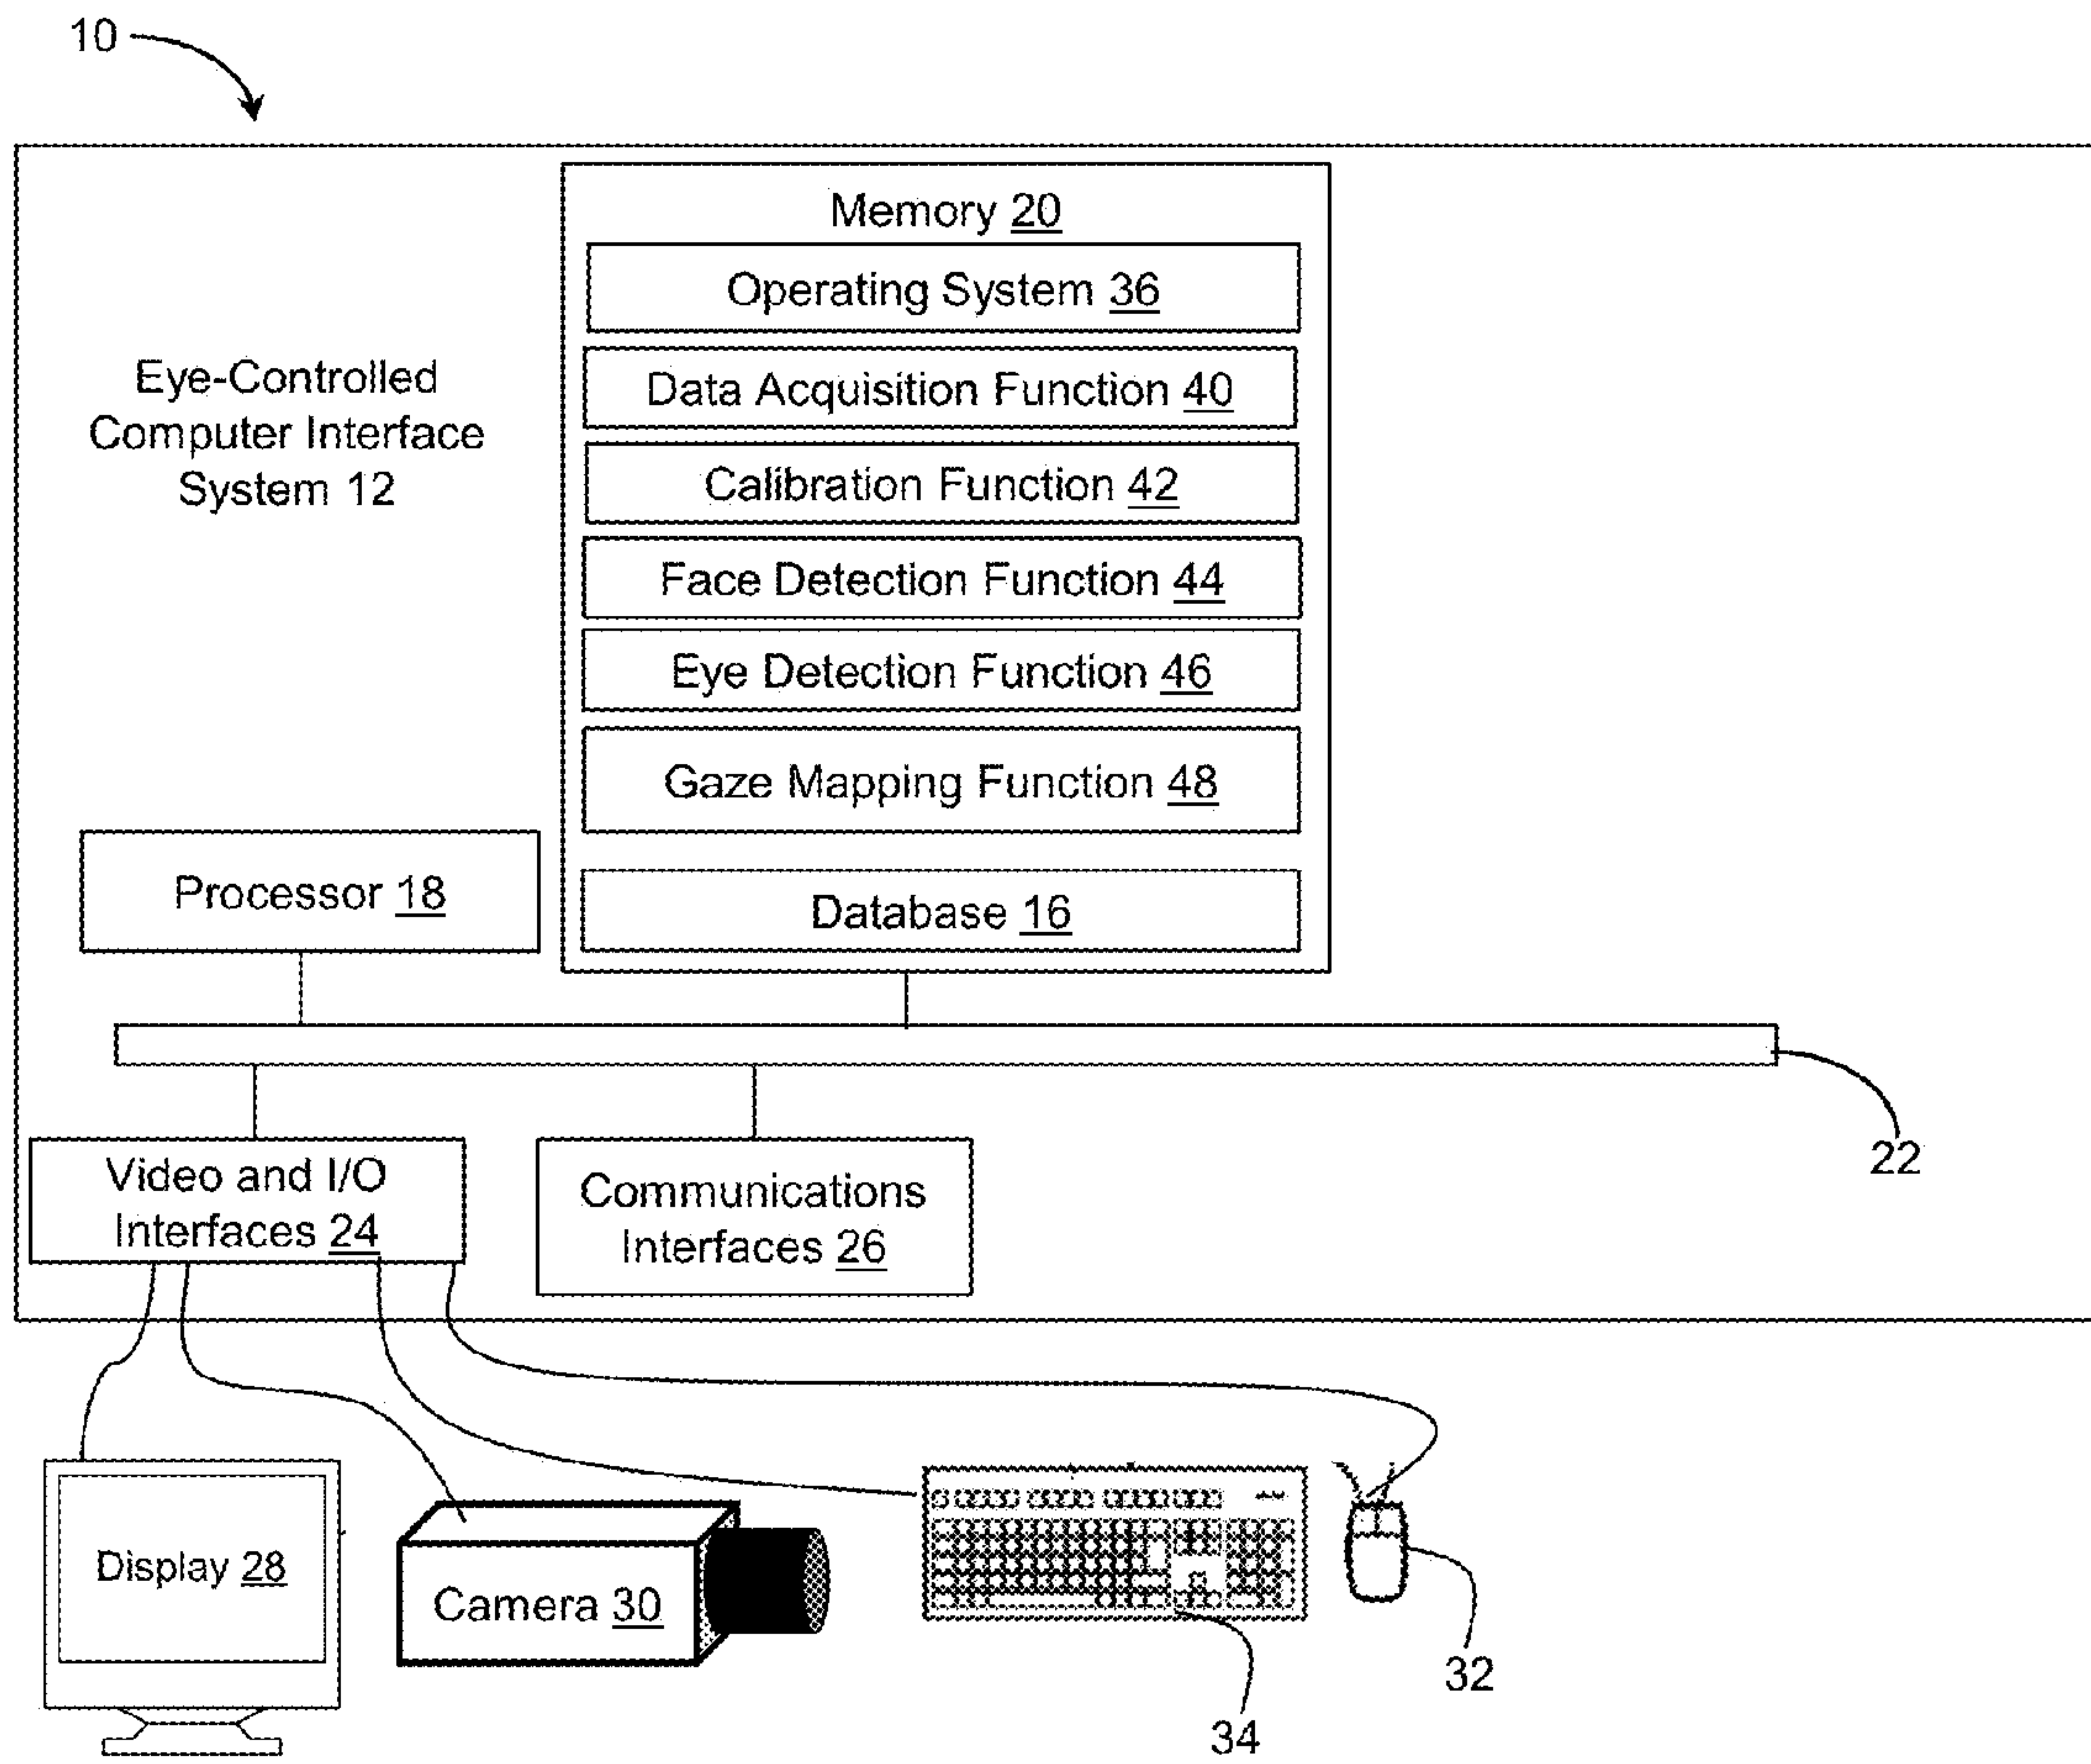 10
Memory 20
Operating System 36
Data Acquisition Function 40
Calibration Function 42
Face Detection Function 44
Eye Detection Function 46
Gaze Mapping Function 48
Database 16
Eye-Controlled
Computer Interface
System 12
Processor 18
22
Video and I/O
Interfaces 24
Communications
Interfaces 26
Display 28
Camera 30
34
32